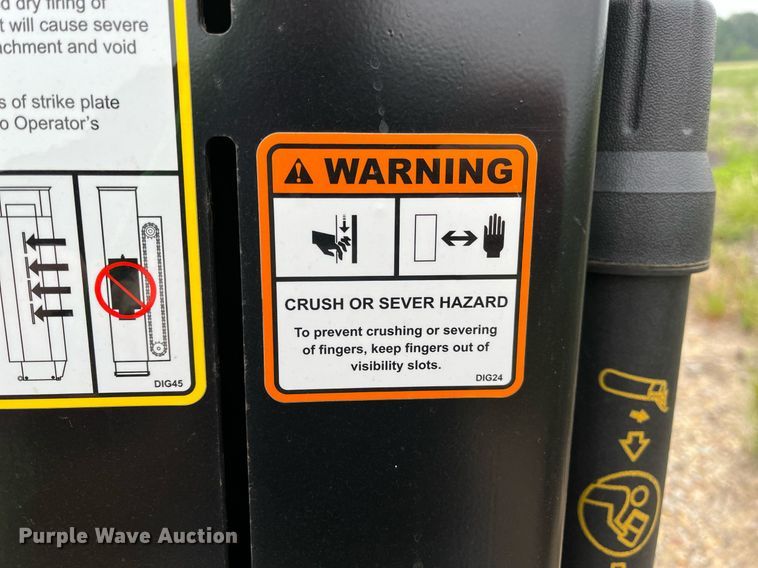 dry firing of
t will cause severe
achment and void
s of strike plate
o Operator's
DIG45
WARNING
CRUSH OR SEVER HAZARD
To prevent crushing or severing
of fingers, keep fingers out of
visibility slots.
DIG24
Purple Wave Auction